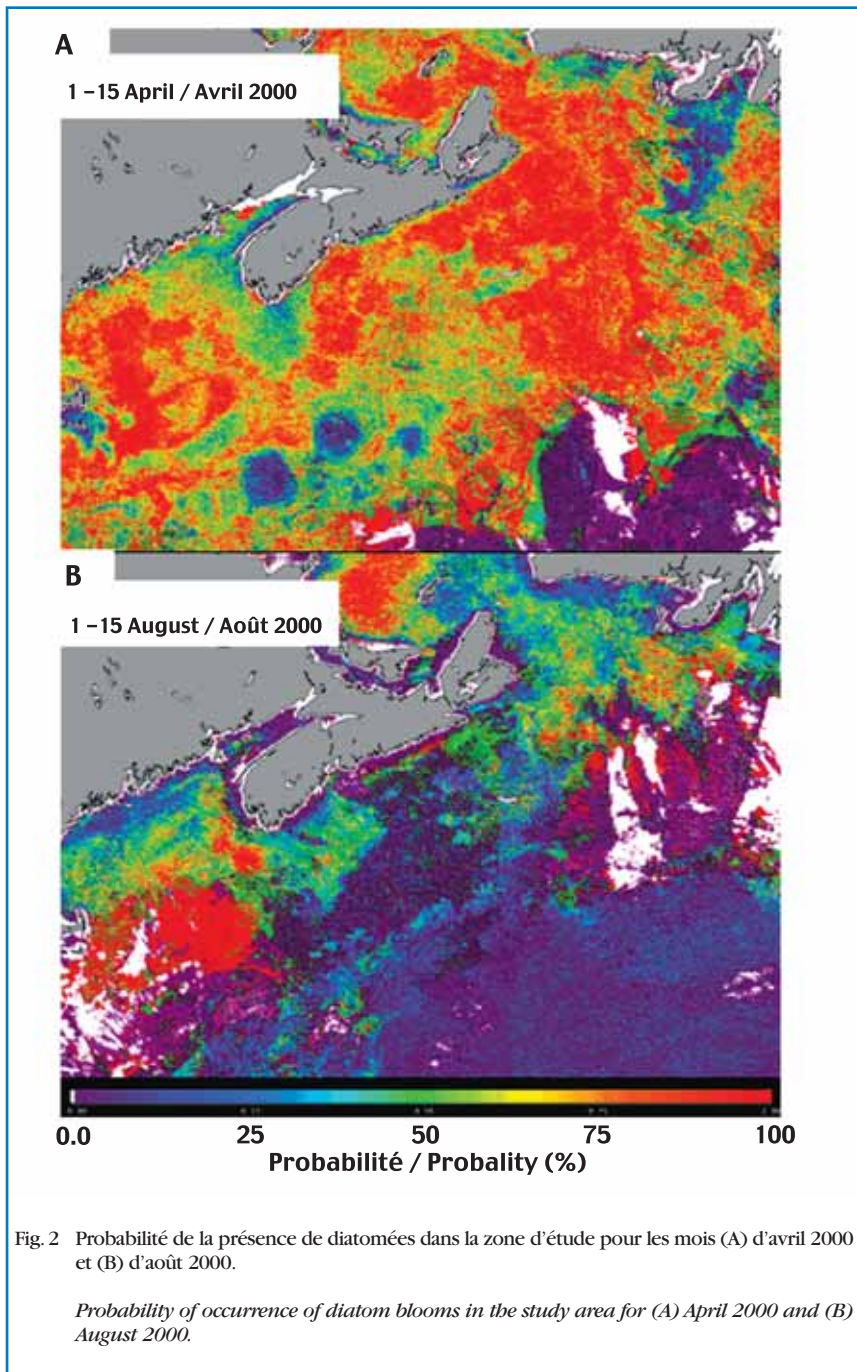 A
1 –15 April / Avril 2000
B
1 –15 August / Août 2000
0.0 25 50 75 100
Probabilité / Probality (%)
Fig. 2 Probabilité de la présence de diatomées dans la zone d'étude pour les mois (A) d'avril 2000
et (B) d'août 2000.
Probability of occurrence of diatom blooms in the study area for (A) April 2000 and (B)
August 2000.